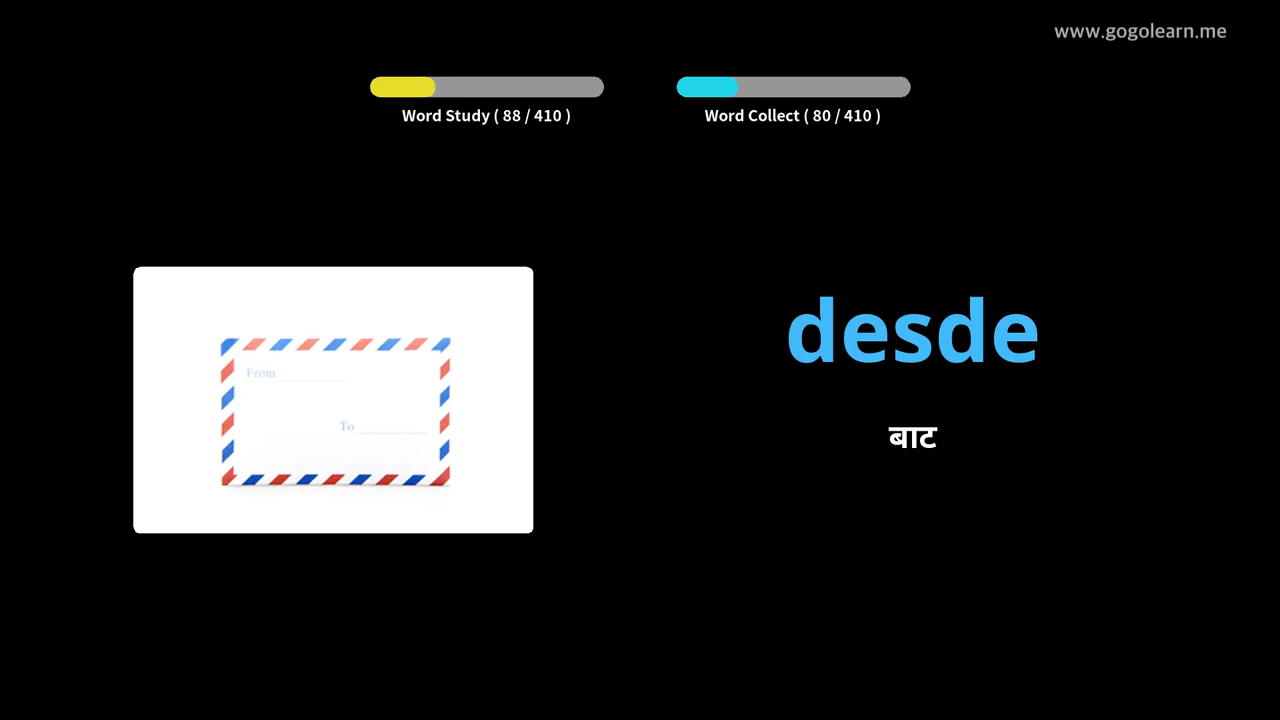 www.gogolearn.me
Word Study ( 88 / 410 )
Word Collect ( 80 / 410 )
desde
बाट
From
To